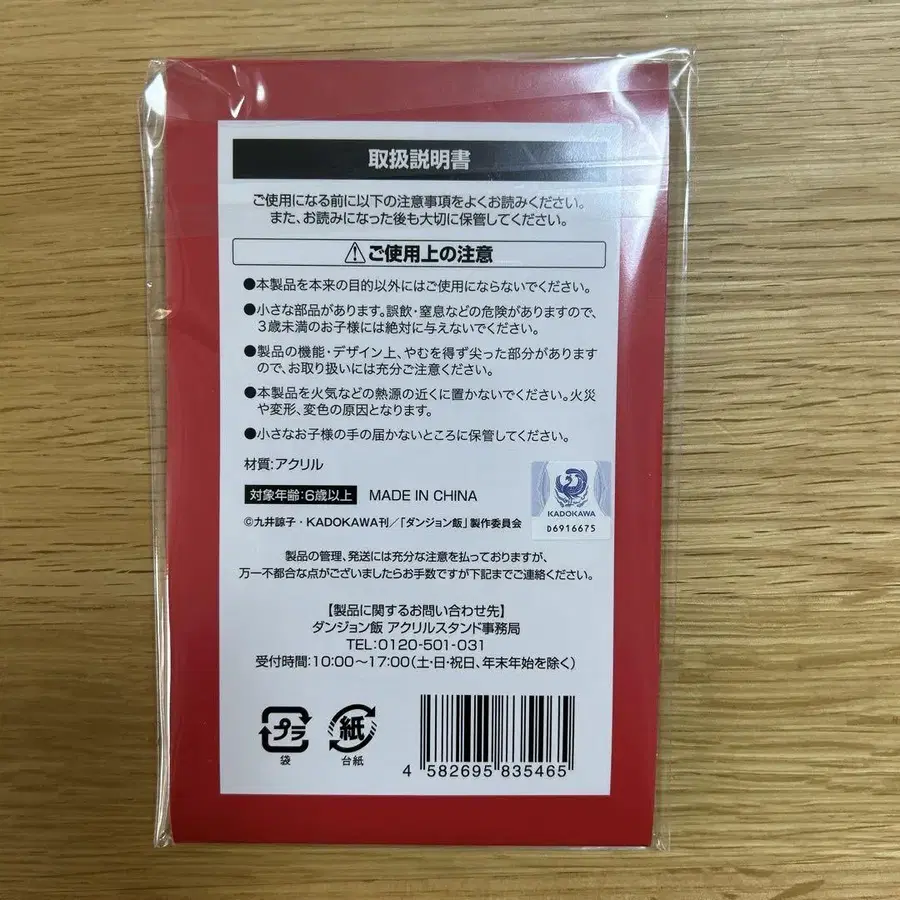 取扱説明書
ご使用になる前に以下の注意事項をよくお読みください。
また、お読みになった後も大切に保管してください。
ご使用上の注意
●本製品を本来の目的以外にはご使用にならないでください。
●小さな部品があります。誤飲・窒息などの危険がありますので、
3歳未満のお子様には絶対に与えないでください。
●製品の機能・デザイン上、やむを得ず尖った部分があります
ので、お取り扱いには充分ご注意ください。
●本製品を火気などの熱源の近くに置かないでください。火災
や変形、変色の原因となります。
●小さなお子様の手の届かないところに保管してください。
材質:アクリル
対象年齢:6歳以上 MADE IN CHINA
©九井諒子・KADOKAWA刊/「ダンジョン飯」製作委員会
KADOKAWA
D6916675
製品の管理、発送には充分な注意を払っておりますが、
万一不都合な点がございましたらお手数ですが下記までご連絡ください。
【製品に関するお問い合わせ先】
ダンジョン飯 アクリルスタンド事務局
TEL:0120-501-031
受付時間:10:00〜17:00(土・日・祝日、年末年始を除く)
プラ
袋
紙
台紙
4 582695 835465